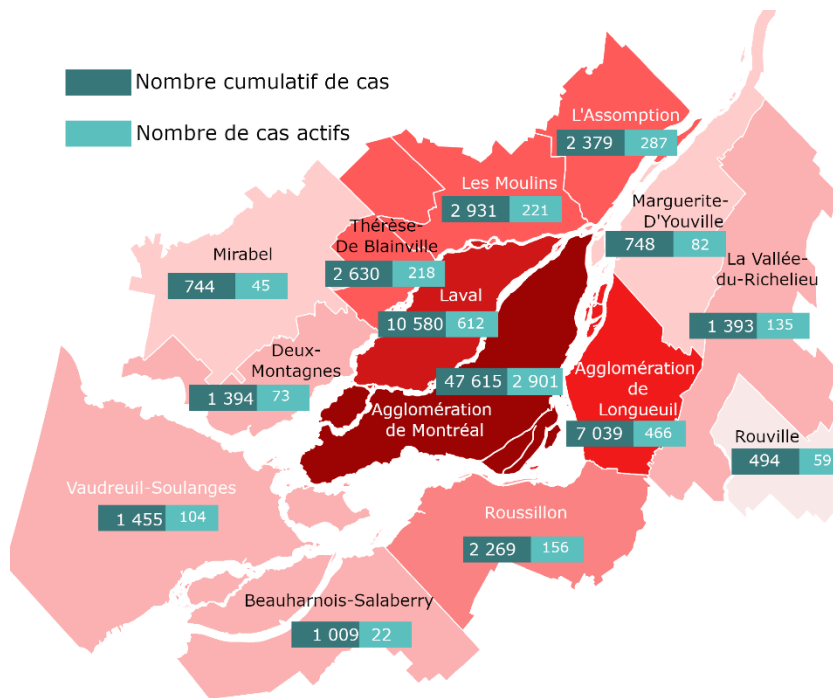 Nombre cumulatif de cas
Nombre de cas actifs
L'Assomption
2 379 287
Les Moulins
2 931 221
Marguerite-
D'Youville
748 82
La Vallée-
du-Richelieu
1 393 135
Thérèse-
De Blainville
2 630 218
Mirabel
744 45
Laval
10 580 612
Deux-
Montagnes
1 394 73
47 615 2 901
Agglomération
de Montréal
Agglomération
de
Longueuil
7 039 466
Rouville
494 59
Vaudreuil-Soulanges
1 455 104
Roussillon
2 269 156
Beauharnois-Salaberry
1 009 22